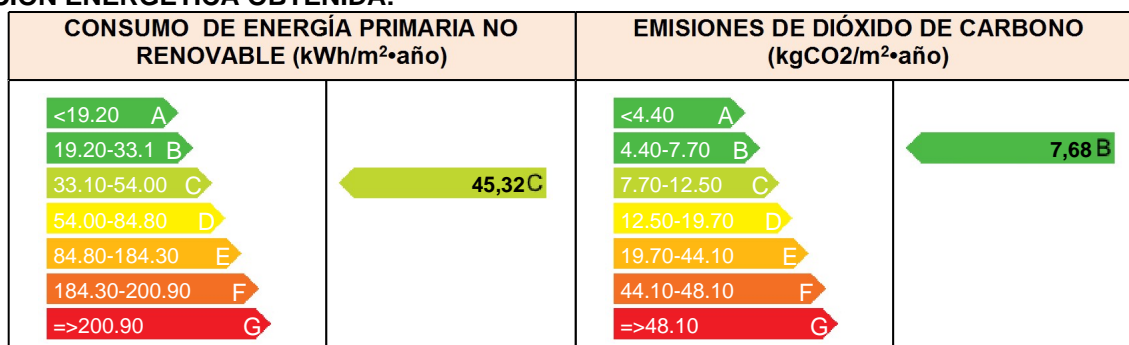 CONSUMO DE ENERGÍA PRIMARIA NO
RENOVABLE (kWh/m²•año)
EMISIONES DE DIÓXIDO DE CARBONO
(kgCO2/m²•año)
<19.20 A
19.20-33.1 B
33.10-54.00 C
54.00-84.80 D
84.80-184.30 E
184.30-200.90 F
=>200.90 G
45,32 C
<4.40 A
4.40-7.70 B
7.70-12.50 C
12.50-19.70 D
19.70-44.10 E
44.10-48.10 F
=>48.10 G
7,68 B